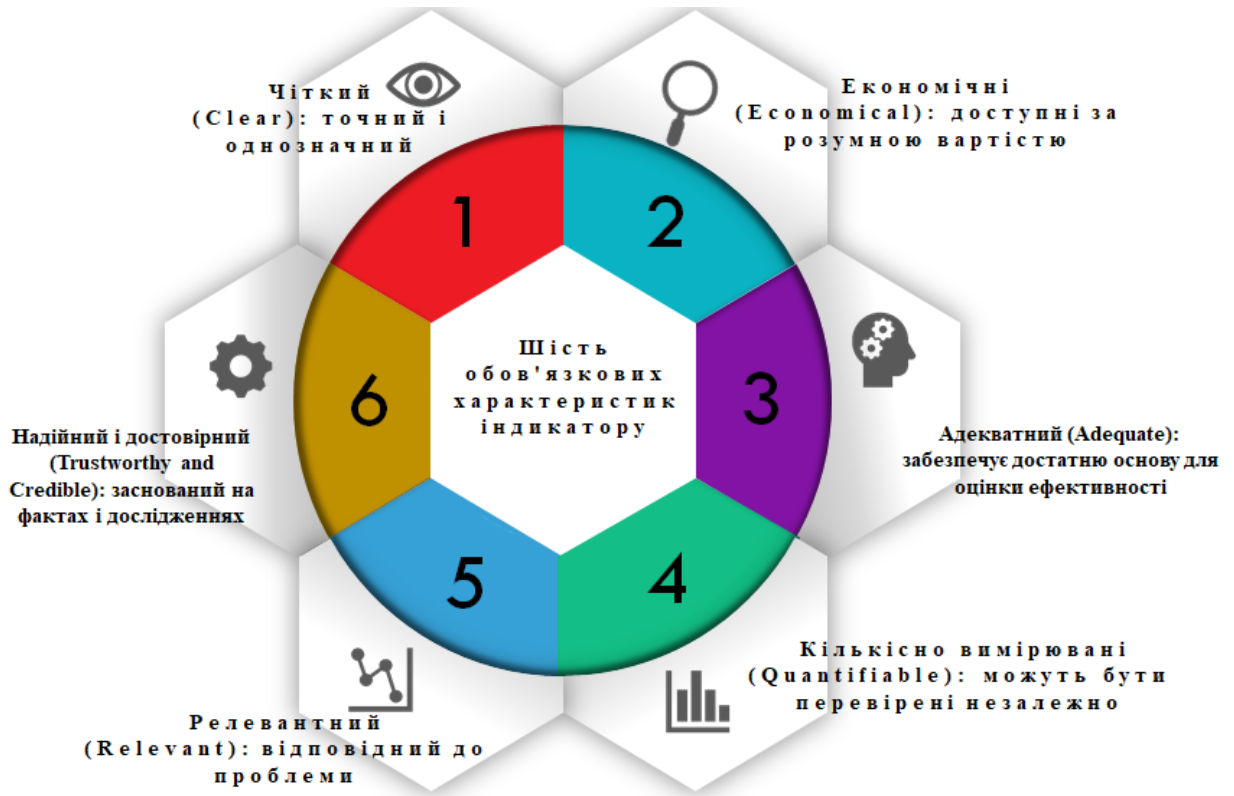 Чіткий
(Clear): точний і
однозначний
1
Економічні
(Economical): доступні за
розумною вартістю
2
Адекватний (Adequate):
забезпечує достатню основу для
оцінки ефективності
3
Кількісно вимірювані
(Quantifiable): можуть бути
перевірені незалежно
4
Релевантний
(Relevant): відповідний до
проблеми
5
Надійний і достовірний
(Trustworthy and
Credible): заснований на
фактах і дослідженнях
6
Шість
обов'язкових
характеристик
індикатору